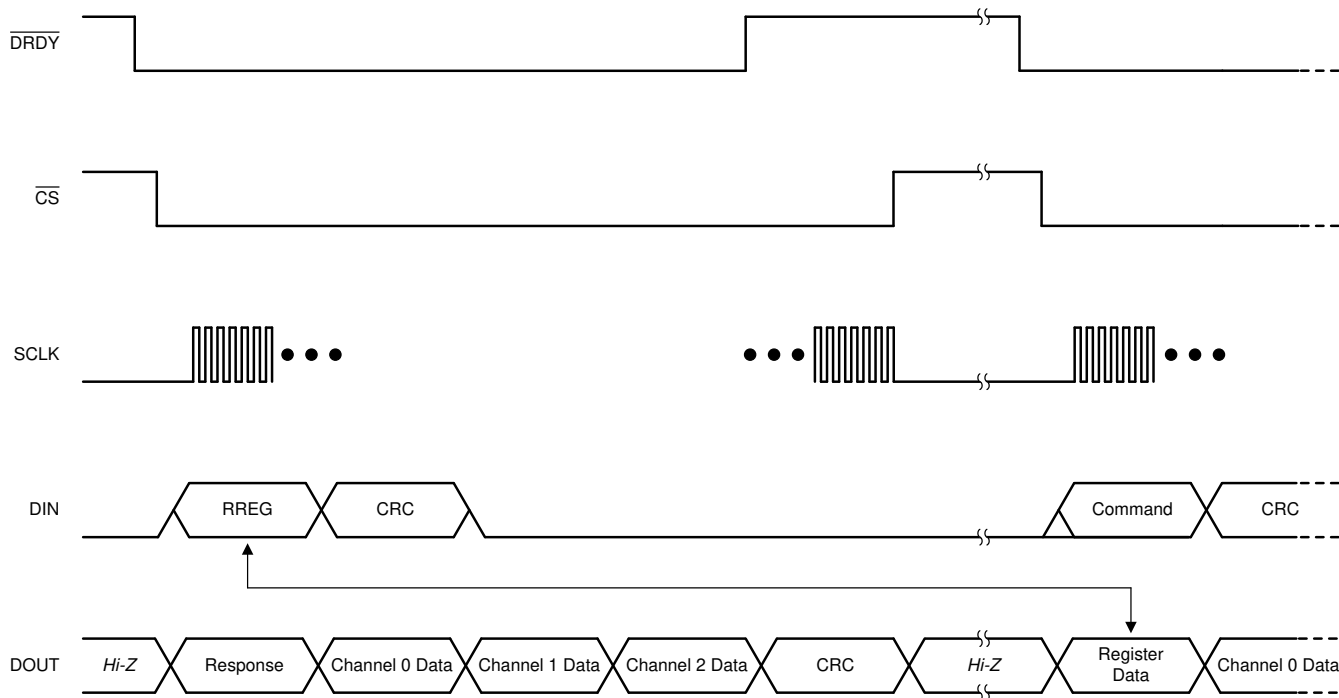 DRDY
CS
SCLK
DIN
RREG
CRC
Command
CRC
DOUT
Hi-Z
Response
Channel 0 Data
Channel 1 Data
Channel 2 Data
CRC
Hi-Z
Register
Data
Channel 0 Data